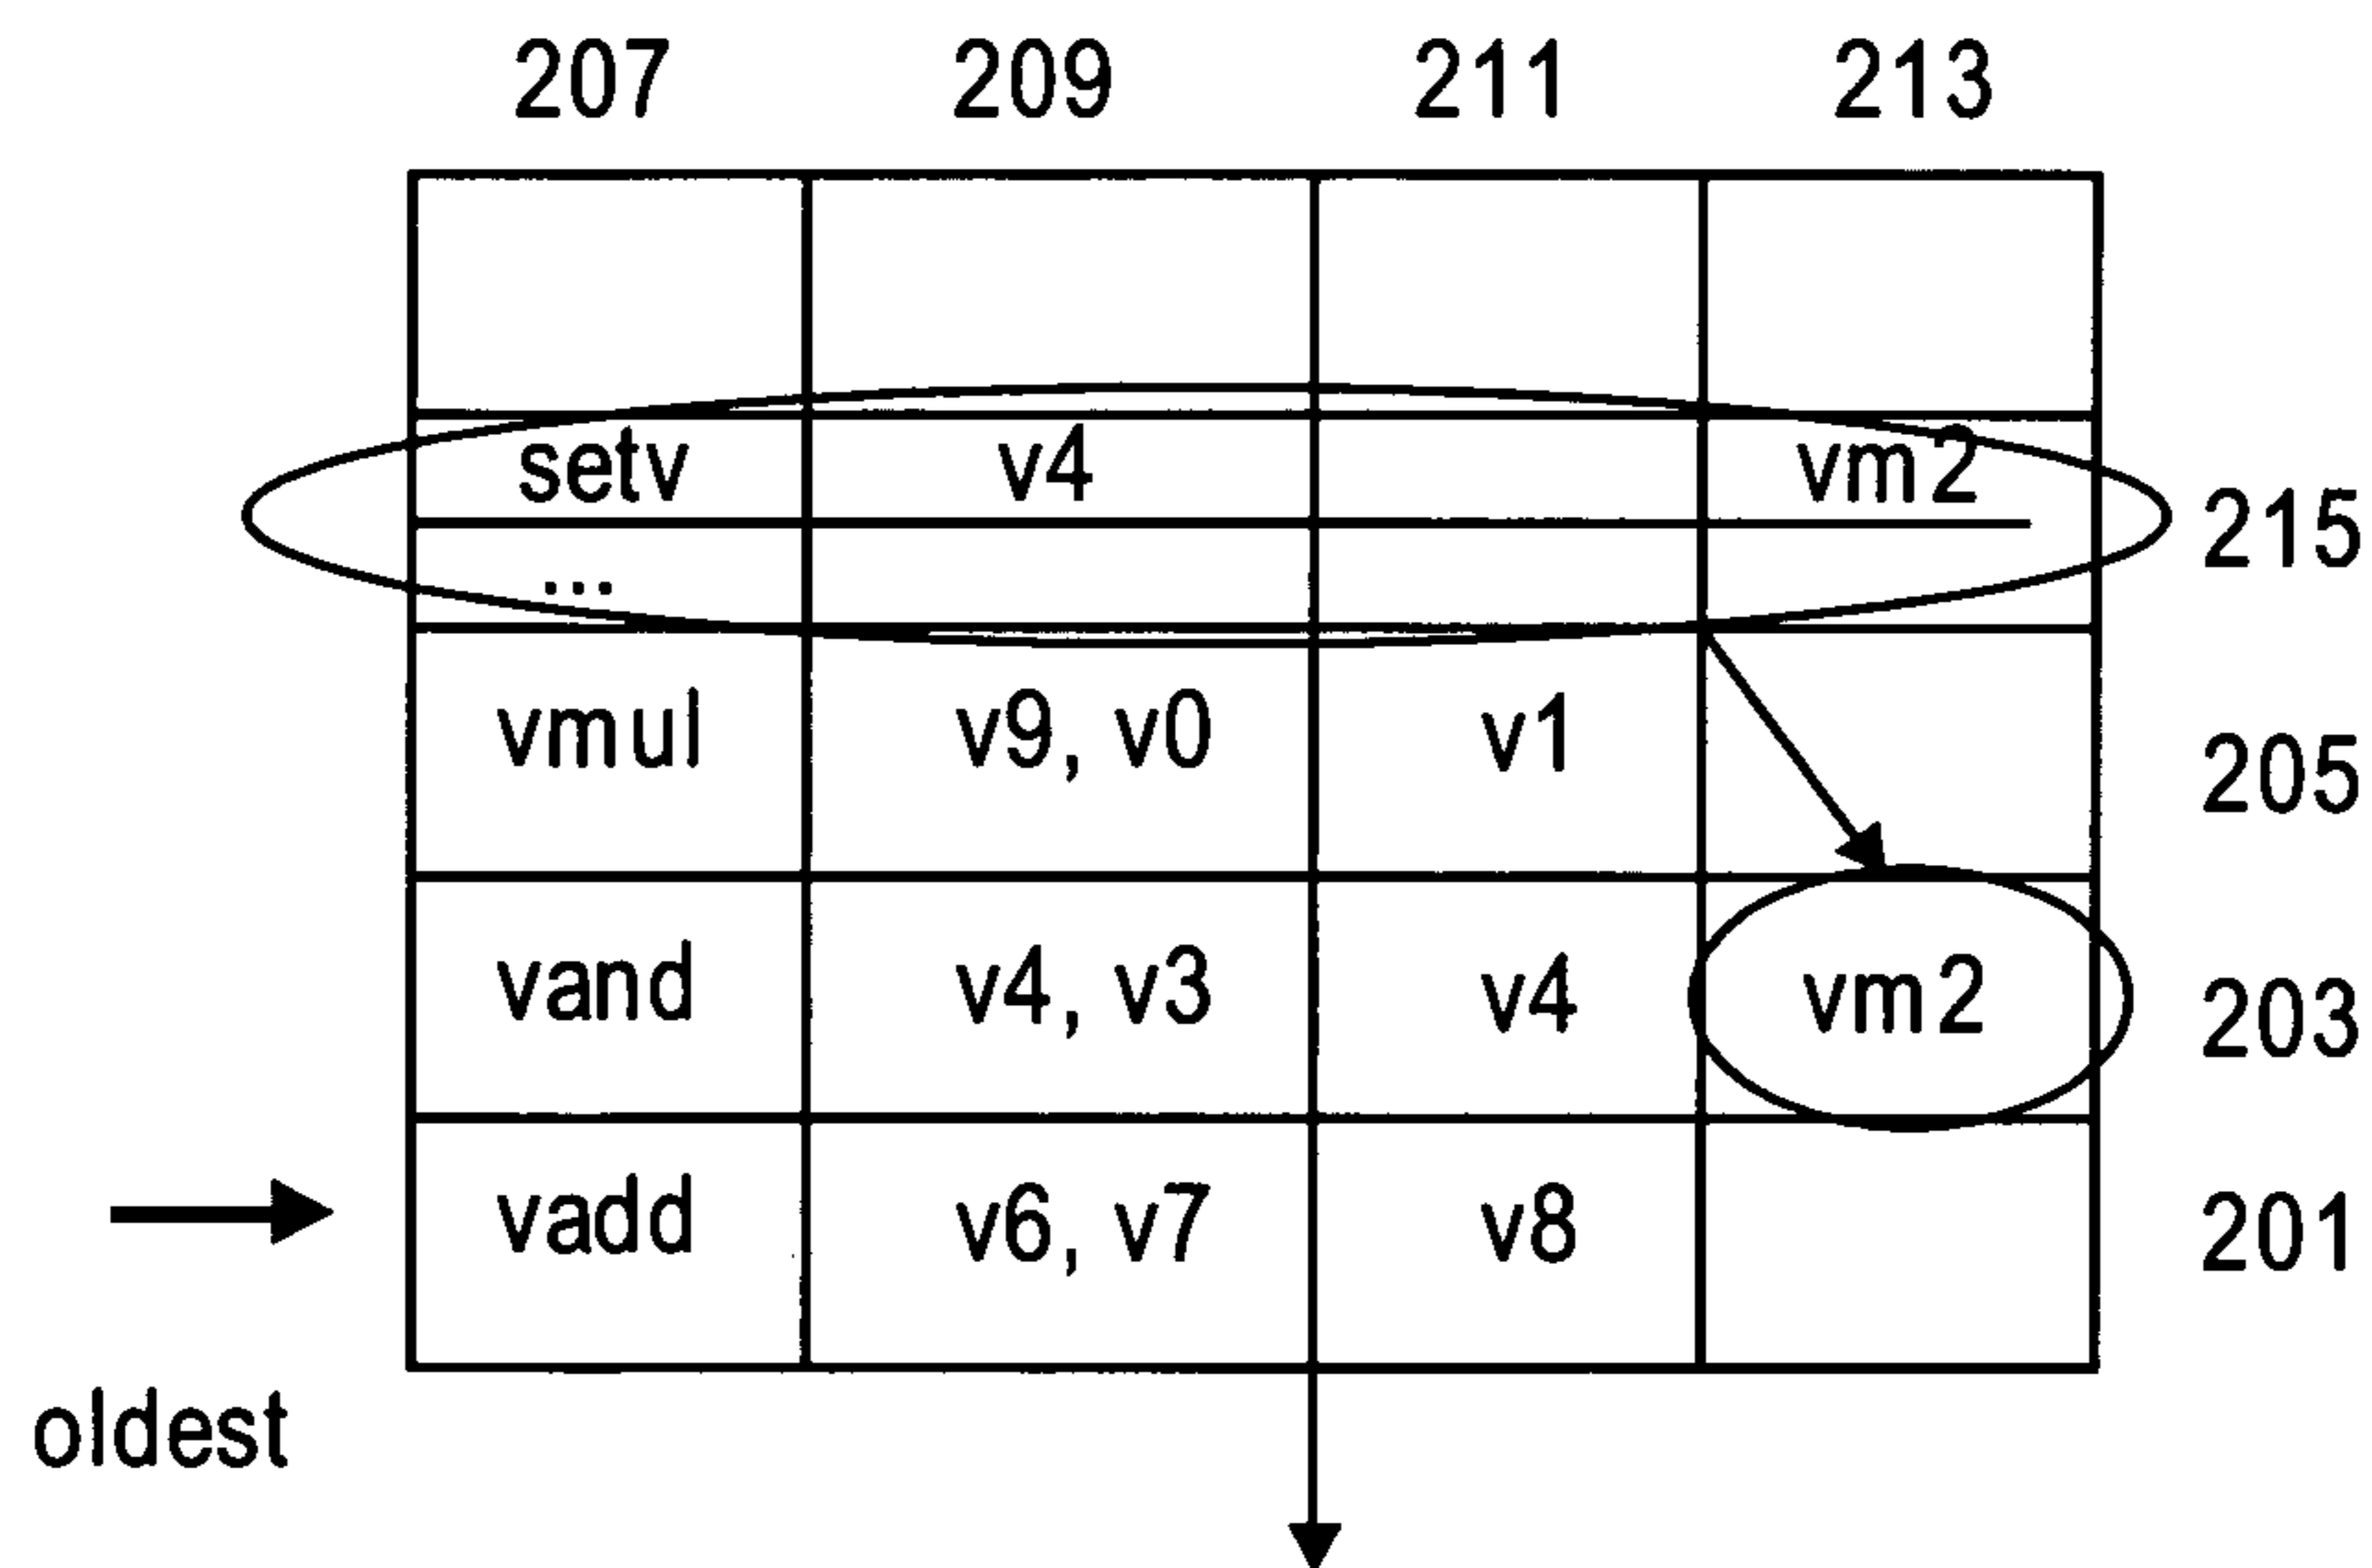 207 209 211 213
setv v4 vm2
215
...
vmul v9, v0 v1 205
vand v4, v3 v4 vm2 203
vadd v6, v7 v8 201
oldest